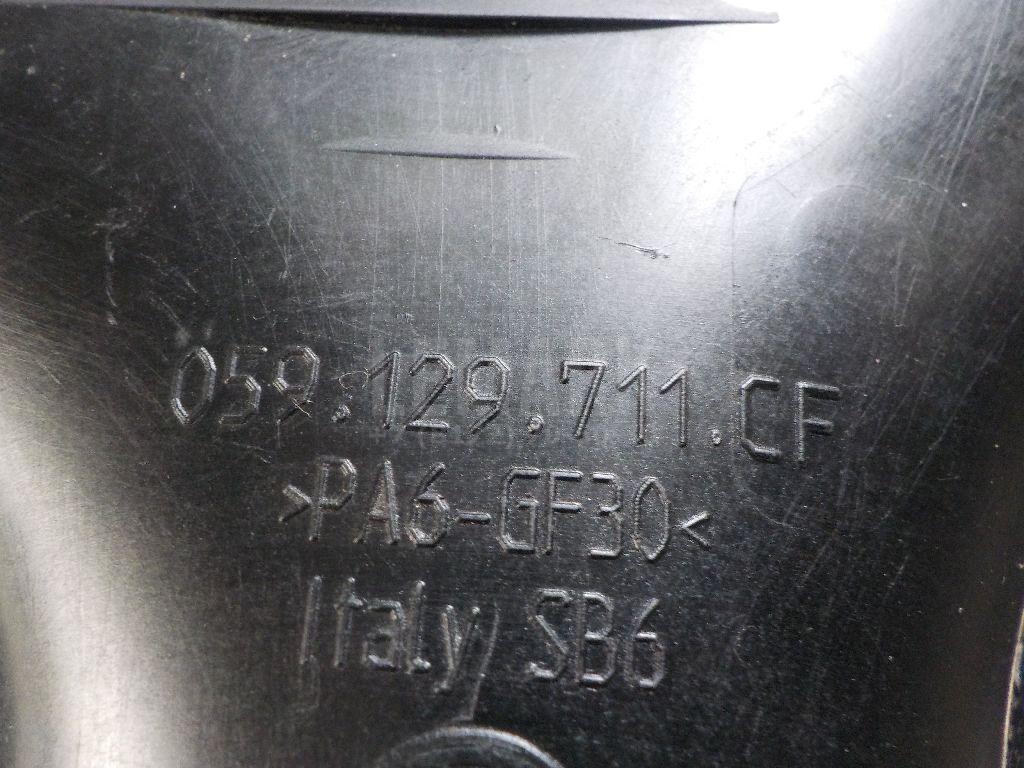 059.129.711.CF
>PA6-GF30<
Italy SB6